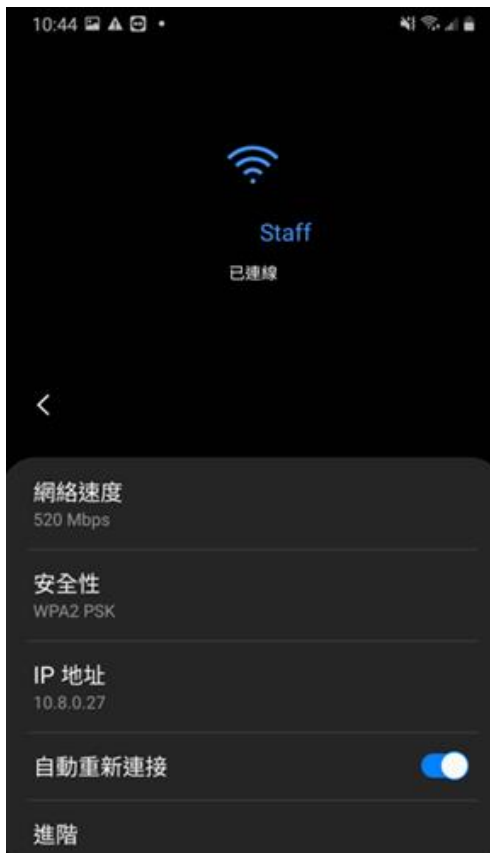 10:44
Staff
已連線
網絡速度
520 Mbps
安全性
WPA2 PSK
IP 地址
10.8.0.27
自動重新連接
進階